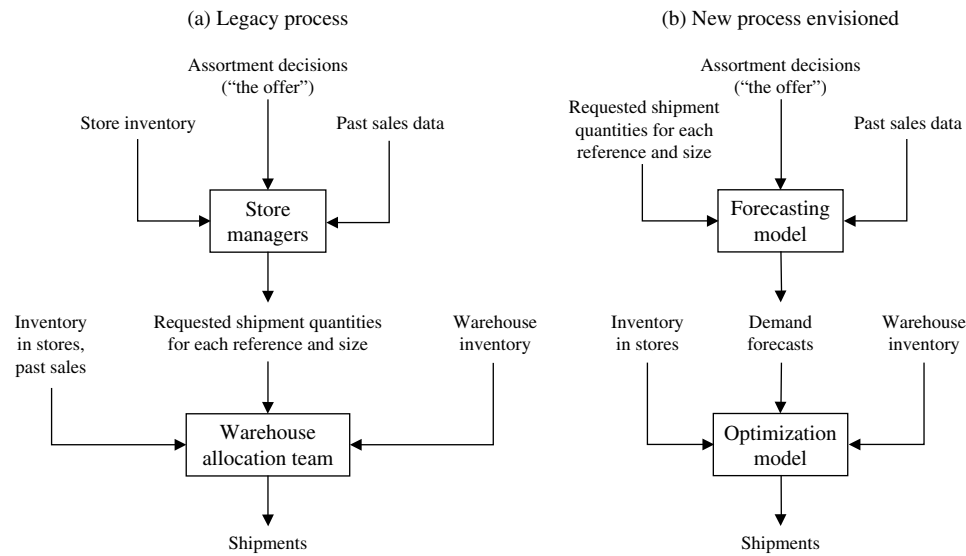 (a) Legacy process
Assortment decisions
(“the offer”)
Store inventory
Past sales data
Store
managers
Inventory
in stores,
past sales
Requested shipment quantities
for each reference and size
Warehouse
inventory
Warehouse
allocation team
Shipments
(b) New process envisioned
Assortment decisions
(“the offer”)
Requested shipment
quantities for each
reference and size
Past sales data
Forecasting
model
Inventory
in stores
Demand
forecasts
Warehouse
inventory
Optimization
model
Shipments